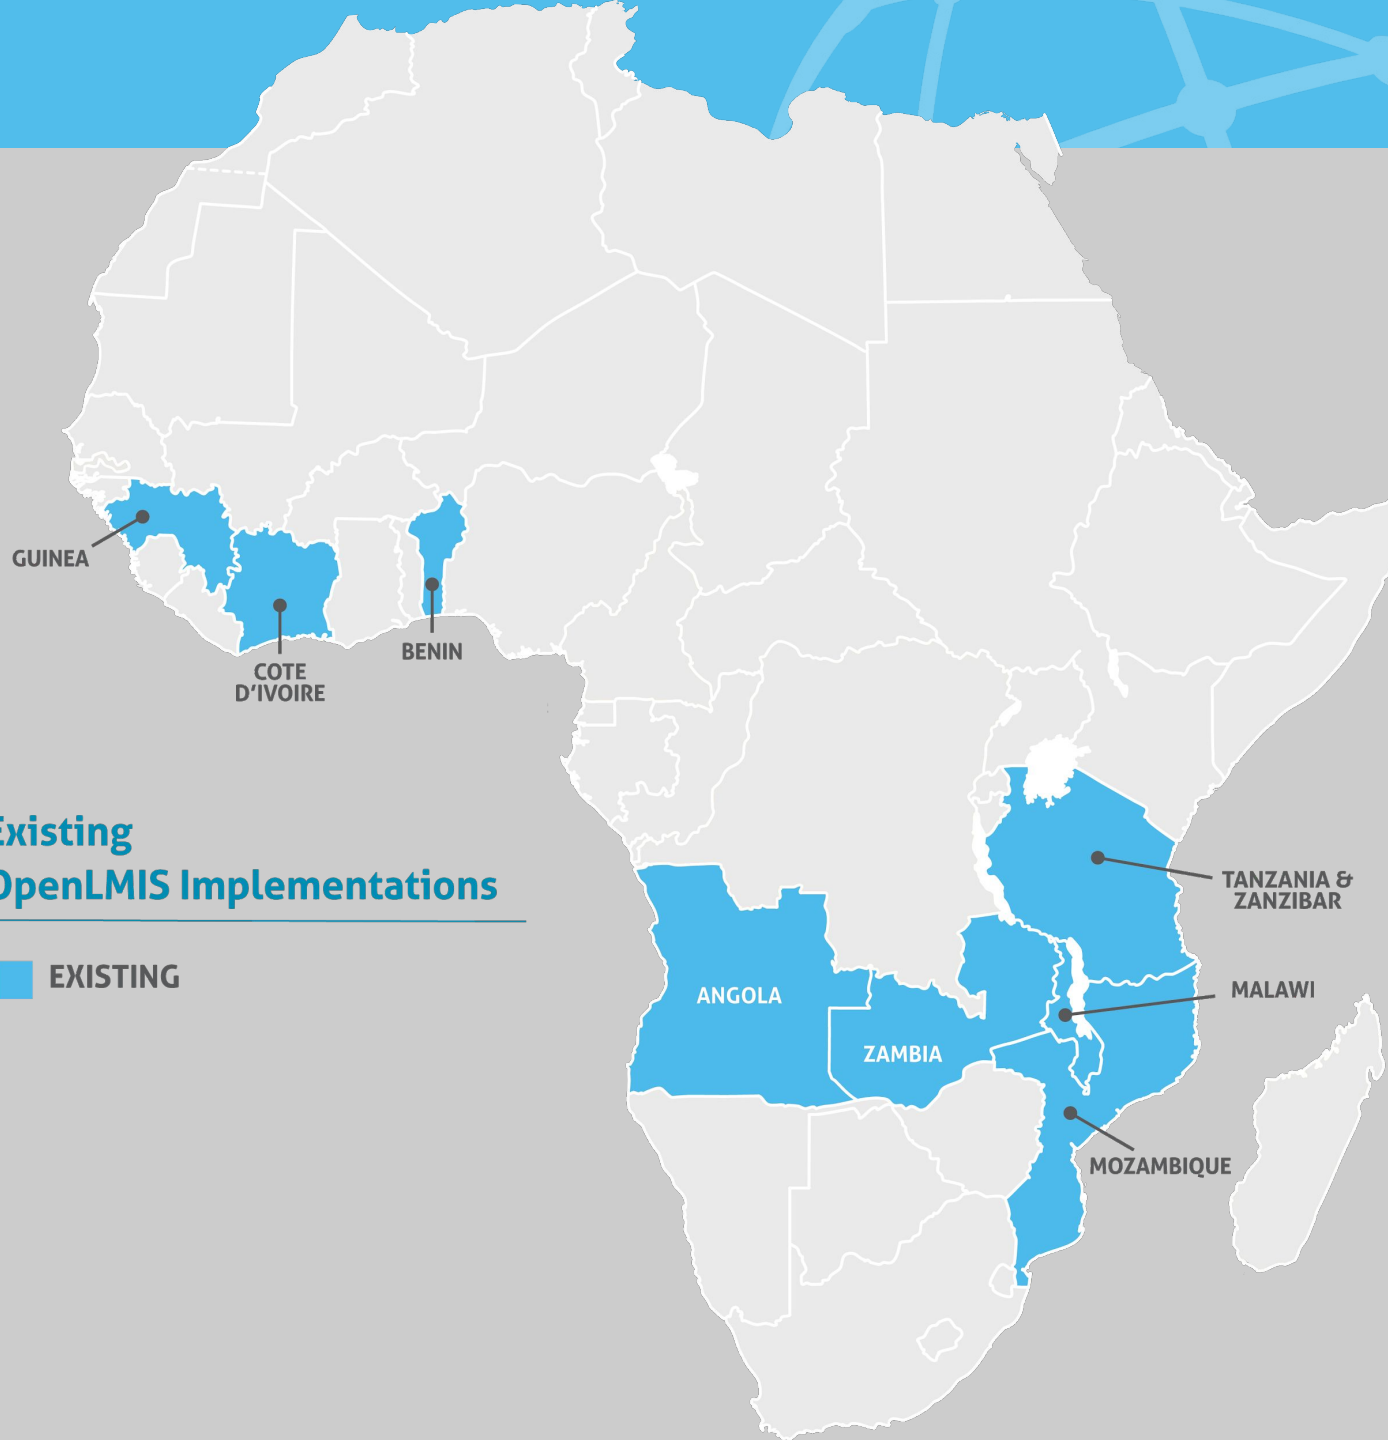 GUINEA
COTE
D'IVOIRE
BENIN
Existing
OpenLMIS Implementations
EXISTING
TANZANIA &
ZANZIBAR
MALAWI
ANGOLA
ZAMBIA
MOZAMBIQUE